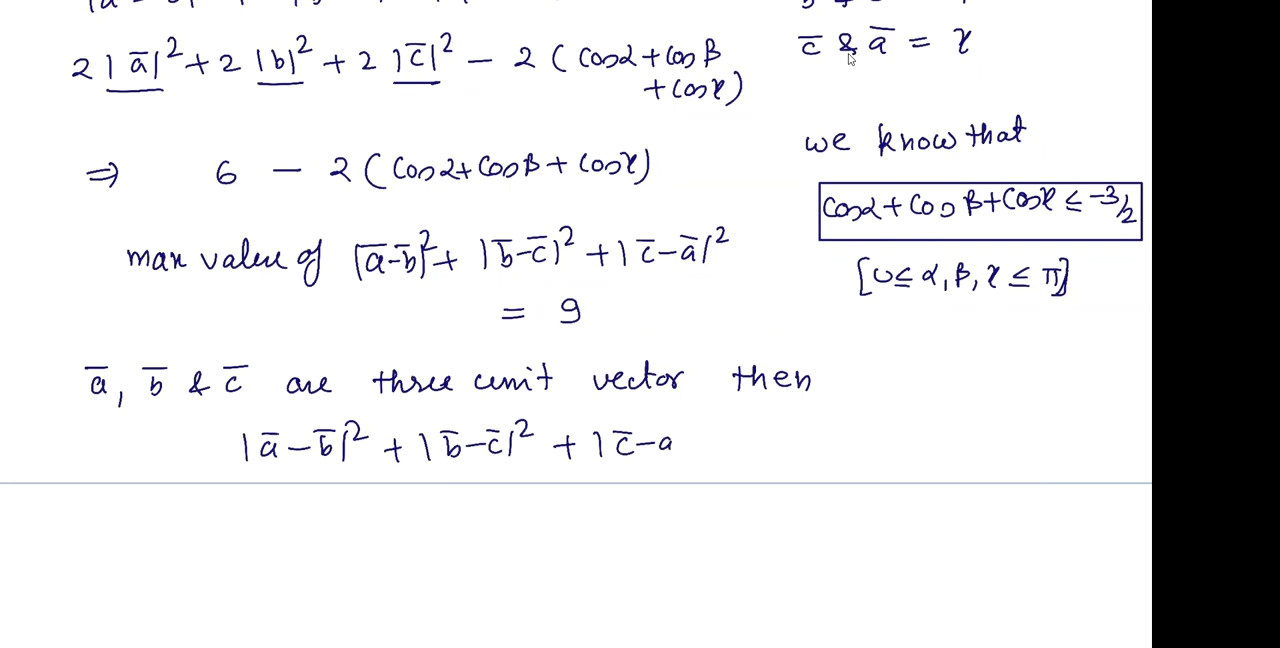 2|a̅|² + 2|b|² + 2|c̅|² − 2(cosα + cosβ
+ cosγ)
c̅ & a̅ = γ
⇒ 6 − 2(cosα + cosβ + cosγ)
we know that
cosα + cosβ + cosγ ≤ −3/2
[0 ≤ α, β, γ ≤ π]
max value of |a̅−b̅|² + |b̅−c̅|² + |c̅−a̅|²
= 9
a̅, b̅ & c̅ are three unit vector then
|a̅−b̅|² + |b̅−c̅|² + |c̅−a